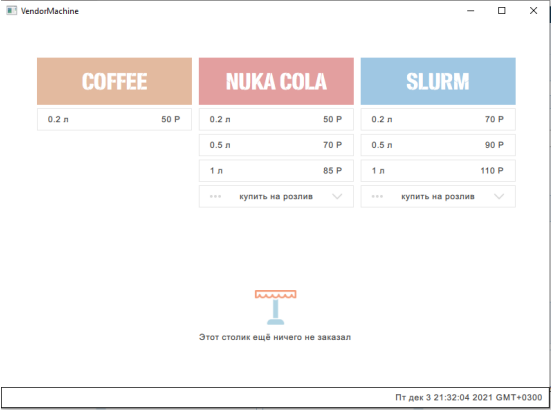 VendorMachine
COFFEE
0.2 л 50 Р
NUKA COLA
0.2 л 50 Р
0.5 л 70 Р
1 л 85 Р
••• купить на розлив
SLURM
0.2 л 70 Р
0.5 л 90 Р
1 л 110 Р
••• купить на розлив
Этот столик ещё ничего не заказал
Пт дек 3 21:32:04 2021 GMT+0300